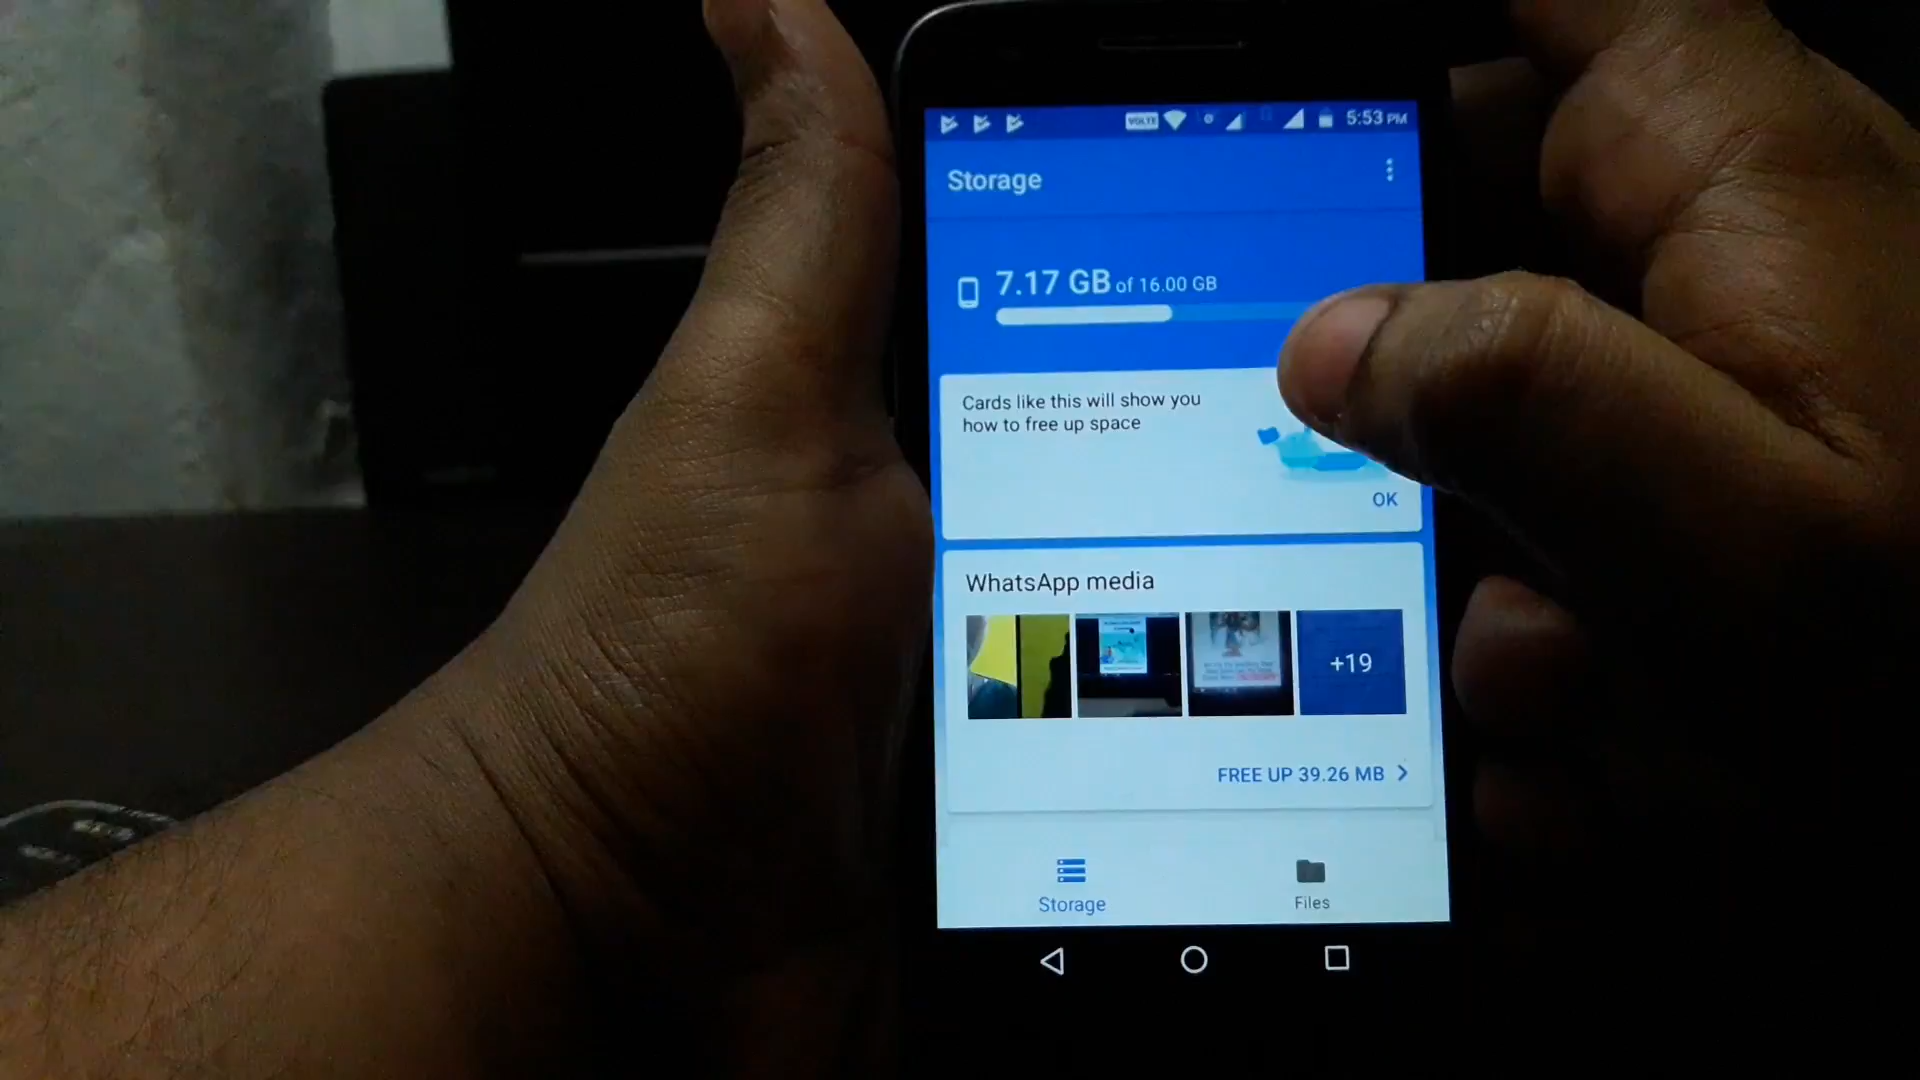 VOLTE 5:53 PM
Storage
7.17 GB of 16.00 GB
Cards like this will show you
how to free up space
OK
WhatsApp media
+19
FREE UP 39.26 MB
Storage
Files